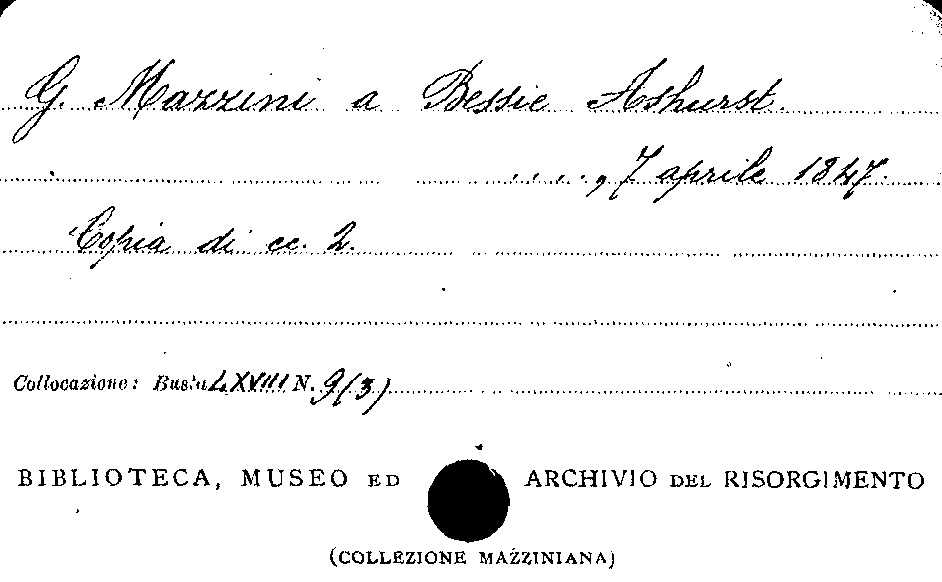 G. Mazzini a Bessie Ashurst.
....., 7 aprile 1847.
Copia di cc. 2.
Collocazione: Busta LXVIII N. 9(3)
BIBLIOTECA, MUSEO ED ARCHIVIO DEL RISORGIMENTO
(COLLEZIONE MAZZINIANA)